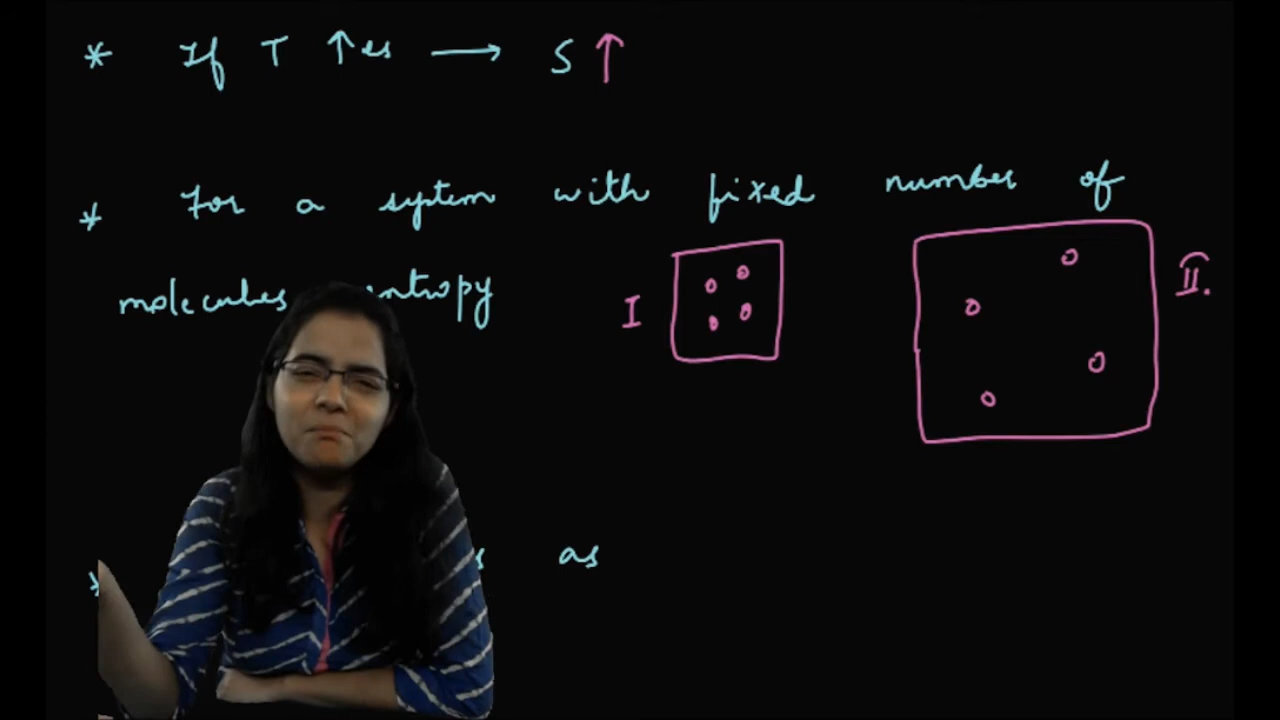 * If T ↑es → S ↑
* For a system with fixed number of
molecules entropy
I
II.
* as